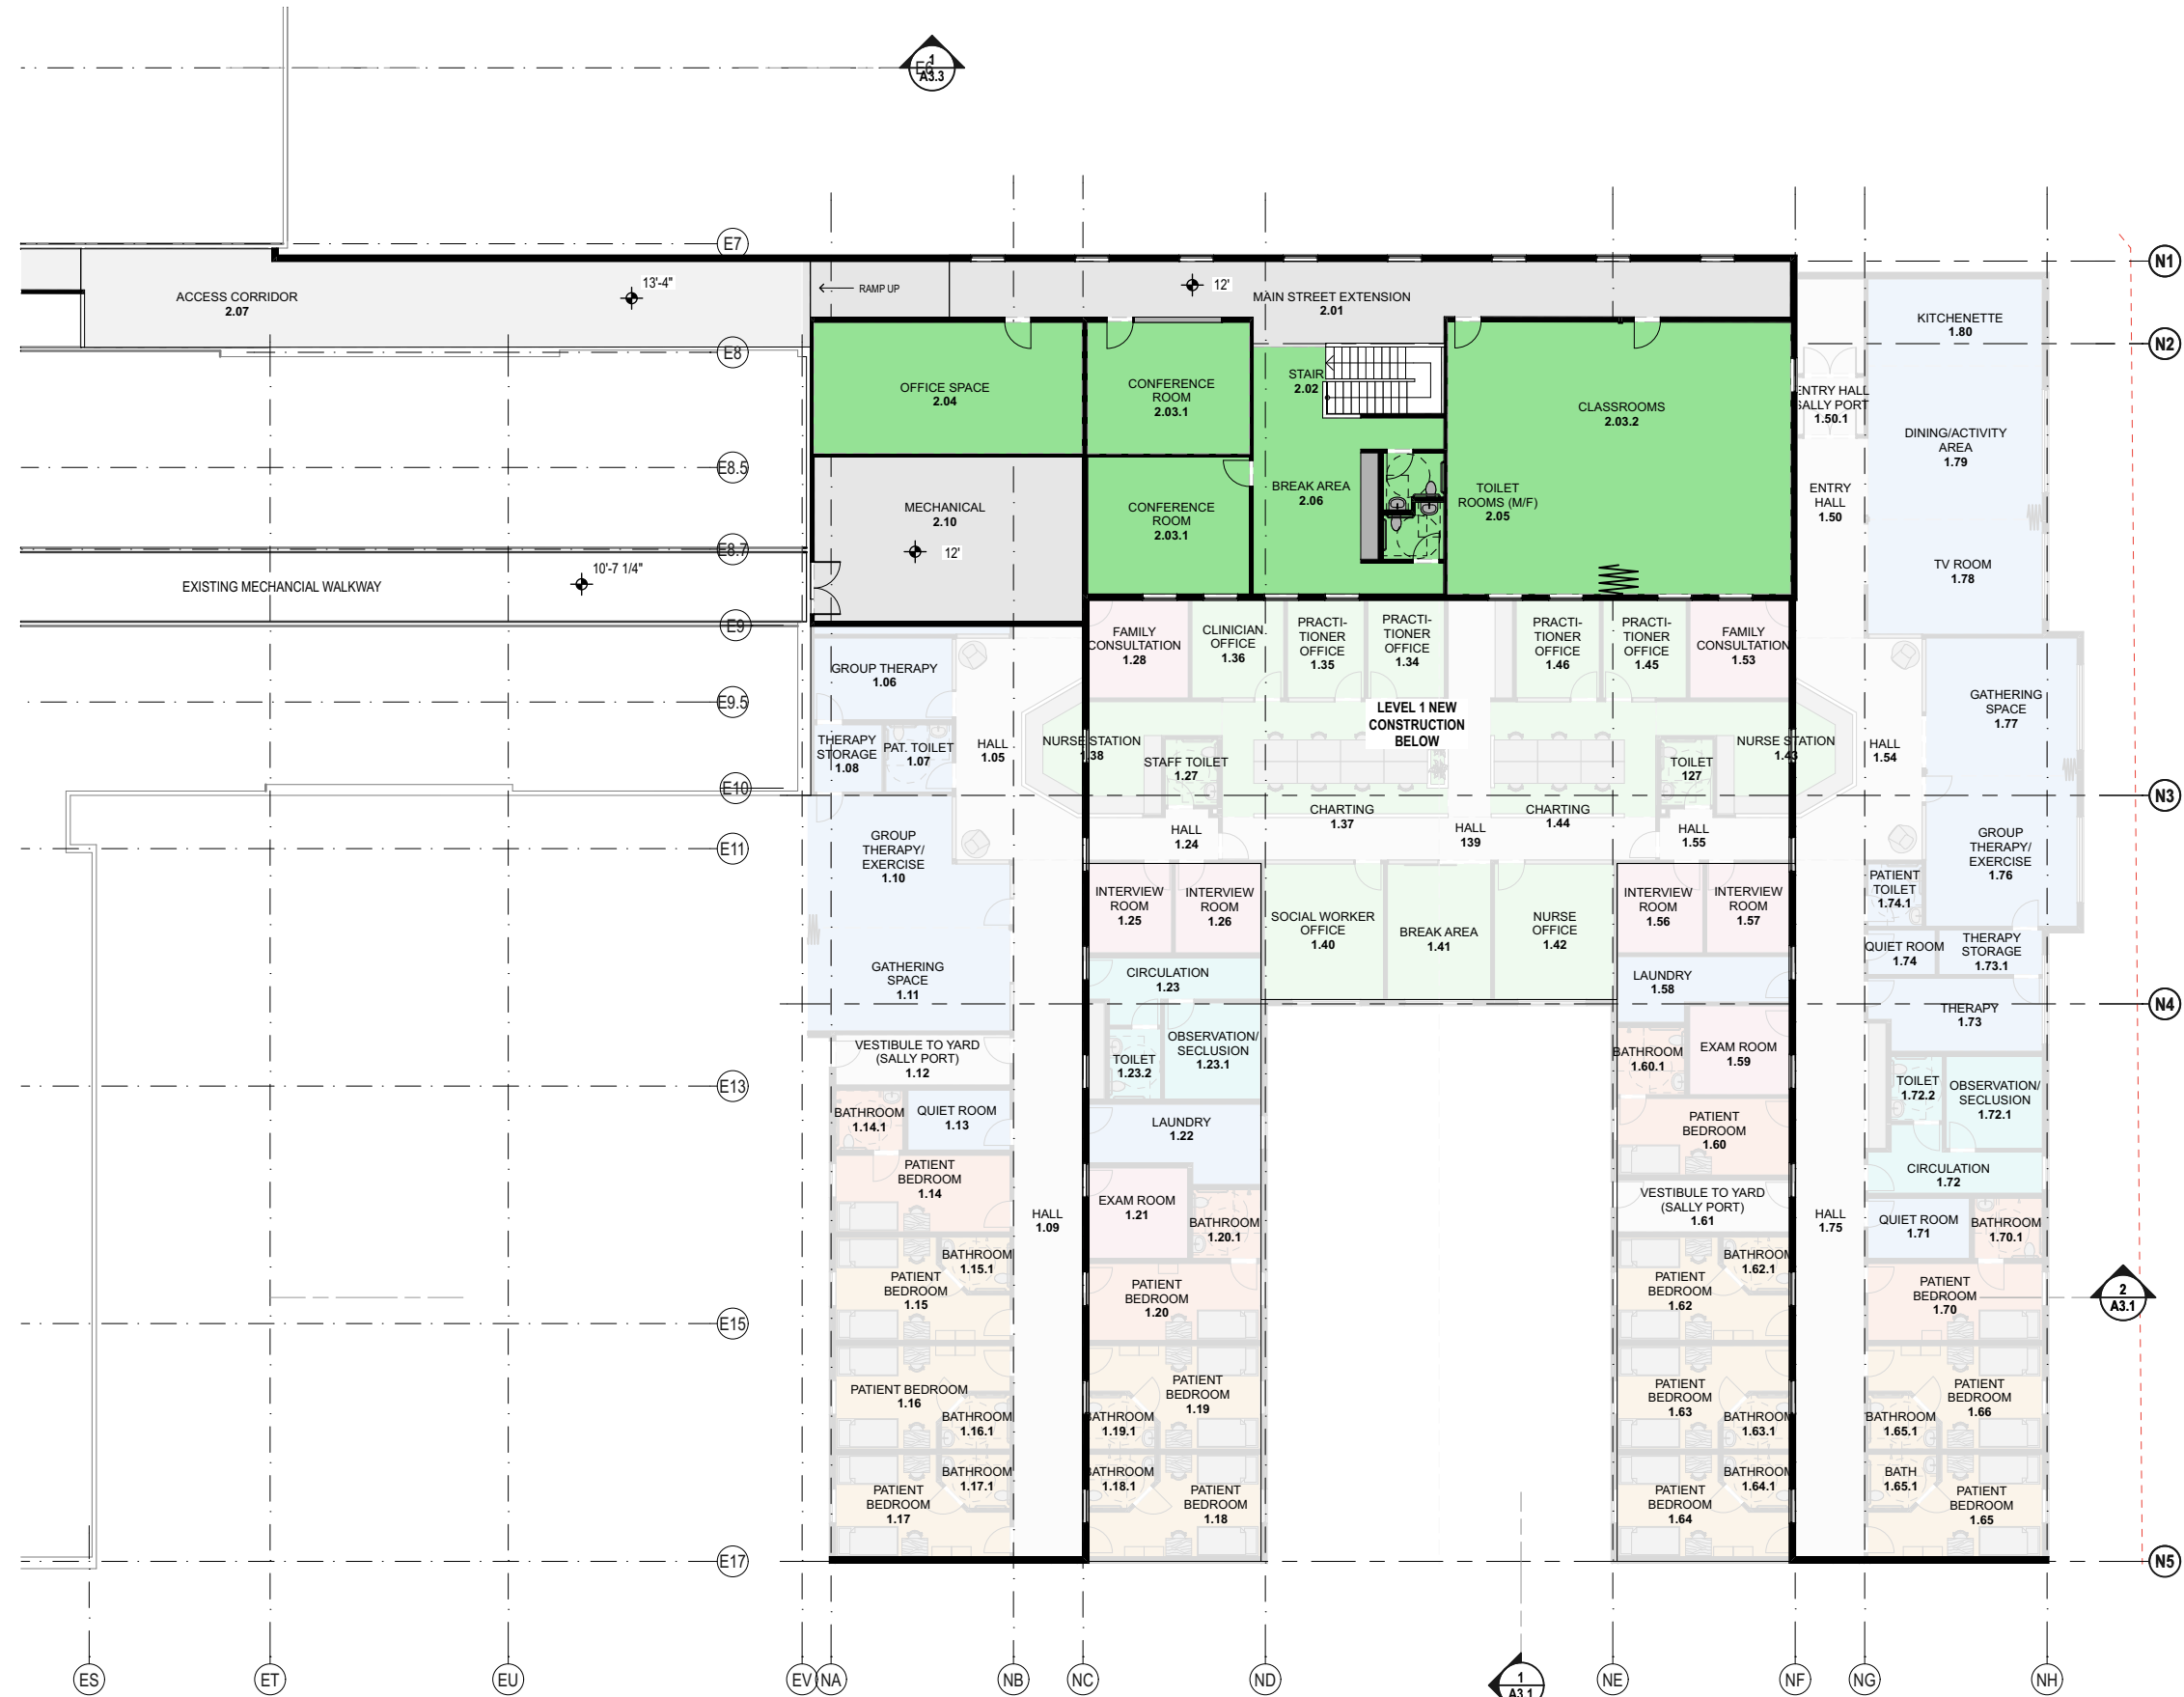 1
E6
A3.3
E7
N1
ACCESS CORRIDOR
2.07
13'-4"
RAMP UP
12'
MAIN STREET EXTENSION
2.01
KITCHENETTE
1.80
E8
N2
OFFICE SPACE
2.04
CONFERENCE
ROOM
2.03.1
STAIR
2.02
CLASSROOMS
2.03.2
ENTRY HALL
SALLY PORT
1.50.1
DINING/ACTIVITY
AREA
1.79
E8.5
MECHANICAL
2.10
12'
CONFERENCE
ROOM
2.03.1
BREAK AREA
2.06
TOILET
ROOMS (M/F)
2.05
ENTRY
HALL
1.50
TV ROOM
1.78
E8.7
EXISTING MECHANCIAL WALKWAY
10'-7 1/4"
E9
GROUP THERAPY
1.06
FAMILY
CONSULTATION
1.28
CLINICIAN
OFFICE
1.36
PRACTI-
TIONER
OFFICE
1.35
PRACTI-
TIONER
OFFICE
1.34
PRACTI-
TIONER
OFFICE
1.46
PRACTI-
TIONER
OFFICE
1.45
FAMILY
CONSULTATION
1.53
E9.5
LEVEL 1 NEW
CONSTRUCTION
BELOW
GATHERING
SPACE
1.77
THERAPY
STORAGE
1.08
PAT. TOILET
1.07
HALL
1.05
NURSE STATION
1.38
STAFF TOILET
1.27
TOILET
127
NURSE STATION
1.43
HALL
1.54
E10
N3
CHARTING
1.37
CHARTING
1.44
HALL
1.24
HALL
139
HALL
1.55
E11
GROUP
THERAPY/
EXERCISE
1.10
GROUP
THERAPY/
EXERCISE
1.76
INTERVIEW
ROOM
1.25
INTERVIEW
ROOM
1.26
SOCIAL WORKER
OFFICE
1.40
BREAK AREA
1.41
NURSE
OFFICE
1.42
INTERVIEW
ROOM
1.56
INTERVIEW
ROOM
1.57
PATIENT
TOILET
1.74.1
QUIET ROOM
1.74
THERAPY
STORAGE
1.73.1
GATHERING
SPACE
1.11
CIRCULATION
1.23
LAUNDRY
1.58
N4
THERAPY
1.73
VESTIBULE TO YARD
(SALLY PORT)
1.12
TOILET
1.23.2
OBSERVATION/
SECLUSION
1.23.1
BATHROOM
1.60.1
EXAM ROOM
1.59
E13
TOILET
1.72.2
OBSERVATION/
SECLUSION
1.72.1
BATHROOM
1.14.1
QUIET ROOM
1.13
LAUNDRY
1.22
PATIENT
BEDROOM
1.60
PATIENT
BEDROOM
1.14
CIRCULATION
1.72
EXAM ROOM
1.21
BATHROOM
1.20.1
VESTIBULE TO YARD
(SALLY PORT)
1.61
HALL
1.09
HALL
1.75
QUIET ROOM
1.71
BATHROOM
1.70.1
BATHROOM
1.15.1
PATIENT
BEDROOM
1.15
PATIENT
BEDROOM
1.20
BATHROOM
1.62.1
PATIENT
BEDROOM
1.62
PATIENT
BEDROOM
1.70
2
A3.1
E15
PATIENT BEDROOM
1.16
BATHROOM
1.16.1
PATIENT
BEDROOM
1.19
BATHROOM
1.19.1
PATIENT
BEDROOM
1.63
BATHROOM
1.63.1
PATIENT
BEDROOM
1.66
BATHROOM
1.65.1
BATHROOM
1.17.1
PATIENT
BEDROOM
1.17
BATHROOM
1.18.1
PATIENT
BEDROOM
1.18
BATHROOM
1.64.1
PATIENT
BEDROOM
1.64
BATH
1.65.1
PATIENT
BEDROOM
1.65
E17
N5
ES
ET
EU
EV
NA
NB
NC
ND
1
A3.1
NE
NF
NG
NH